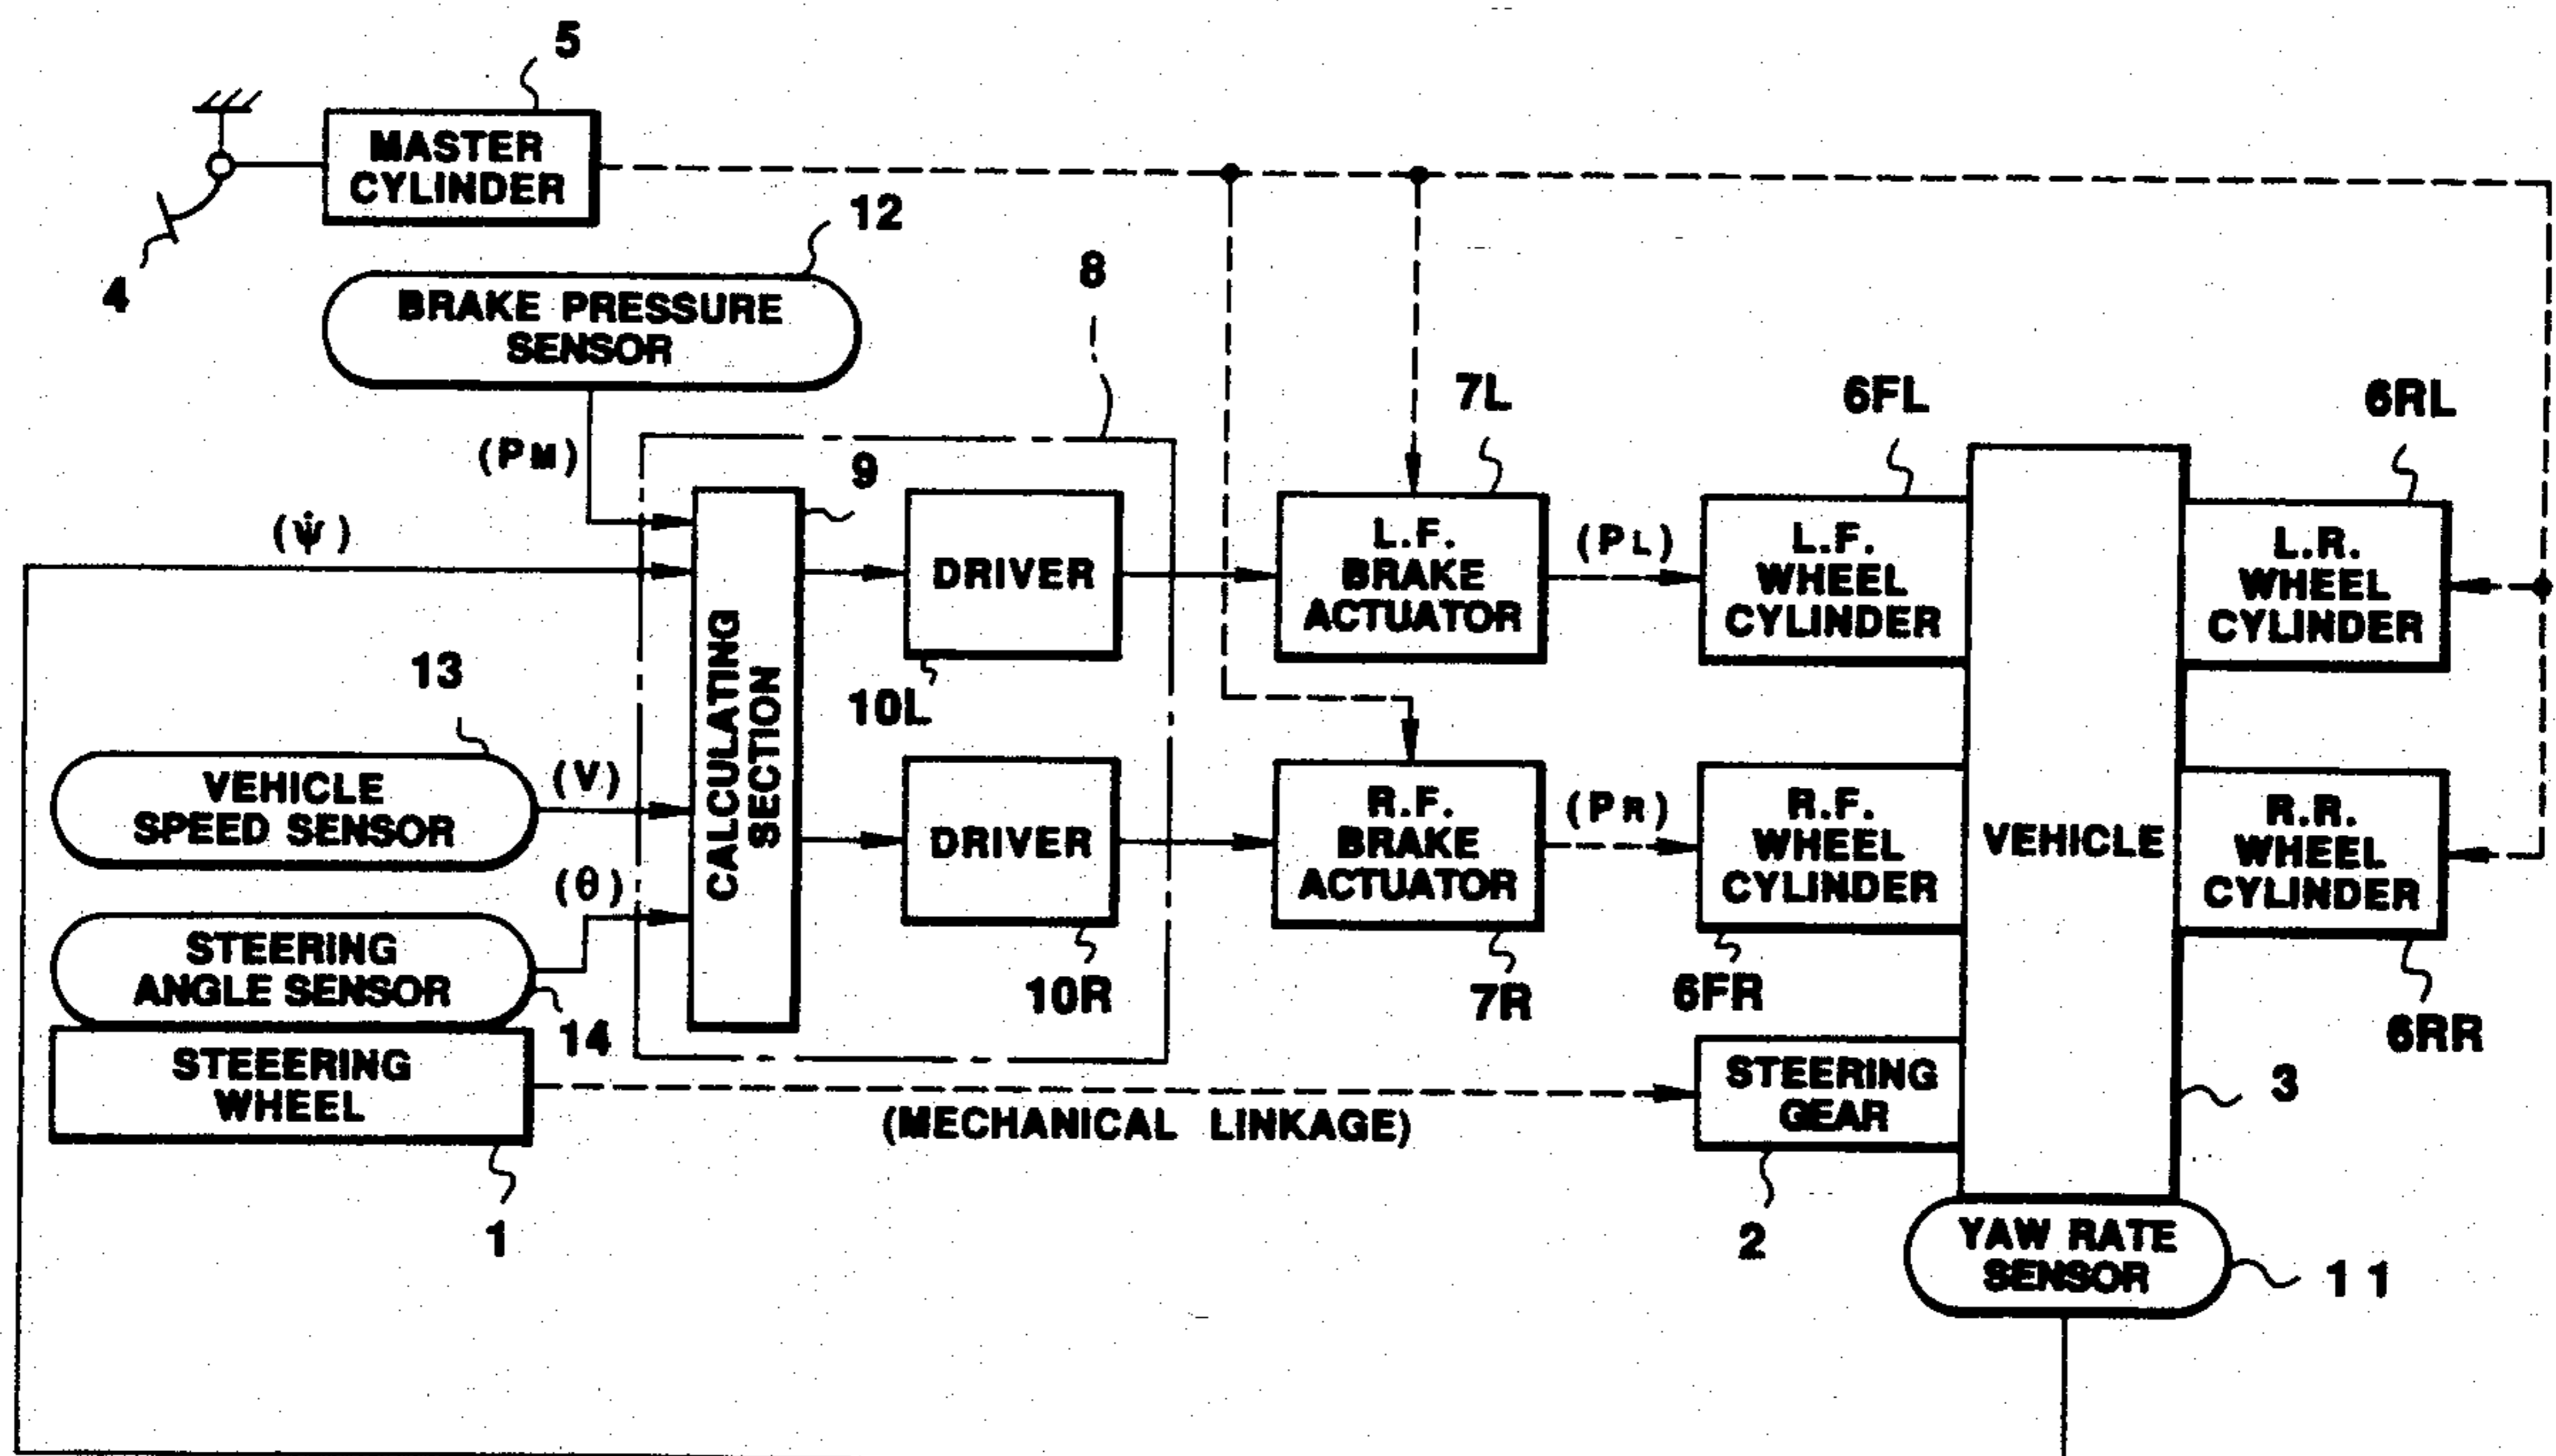 5
MASTER
CYLINDER
4
12
BRAKE PRESSURE
SENSOR
8
(PM)
9
7L
6FL
6RL
(ψ̇)
DRIVER
L.F.
BRAKE
ACTUATOR
(PL)
L.F.
WHEEL
CYLINDER
L.R.
WHEEL
CYLINDER
10L
13
VEHICLE
SPEED SENSOR
(V)
CALCULATING
SECTION
DRIVER
R.F.
BRAKE
ACTUATOR
(PR)
R.F.
WHEEL
CYLINDER
VEHICLE
R.R.
WHEEL
CYLINDER
(θ)
STEERING
ANGLE SENSOR
14
10R
7R
6FR
6RR
STEEERING
WHEEL
(MECHANICAL LINKAGE)
STEERING
GEAR
3
1
2
YAW RATE
SENSOR
11